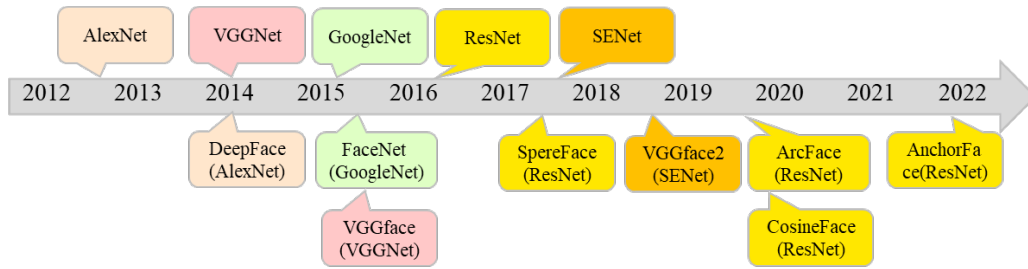 AlexNet
VGGNet
GoogleNet
ResNet
SENet
2012 2013 2014 2015 2016 2017 2018 2019 2020 2021 2022
DeepFace
(AlexNet)
FaceNet
(GoogleNet)
SpereFace
(ResNet)
VGGface2
(SENet)
ArcFace
(ResNet)
AnchorFa
ce(ResNet)
VGGface
(VGGNet)
CosineFace
(ResNet)